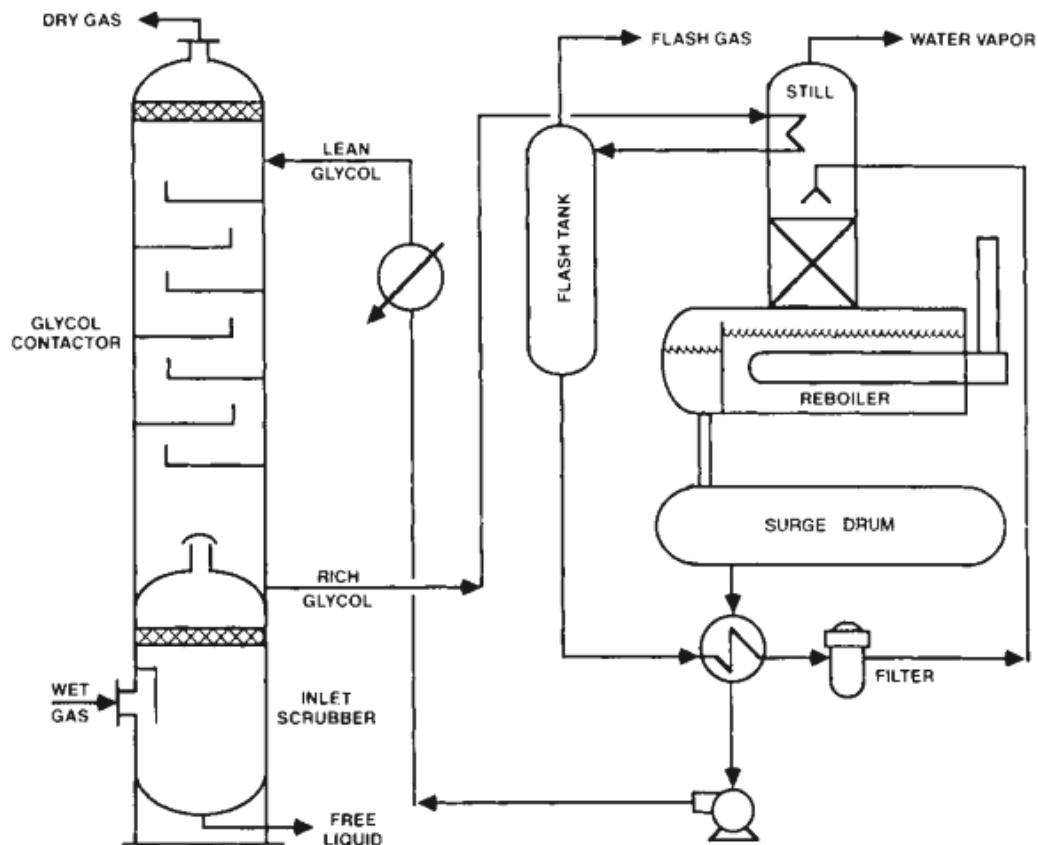 DRY GAS
FLASH GAS
WATER VAPOR
STILL
LEAN
GLYCOL
FLASH TANK
GLYCOL
CONTACTOR
REBOILER
SURGE DRUM
RICH
GLYCOL
FILTER
WET
GAS
INLET
SCRUBBER
FREE
LIQUID